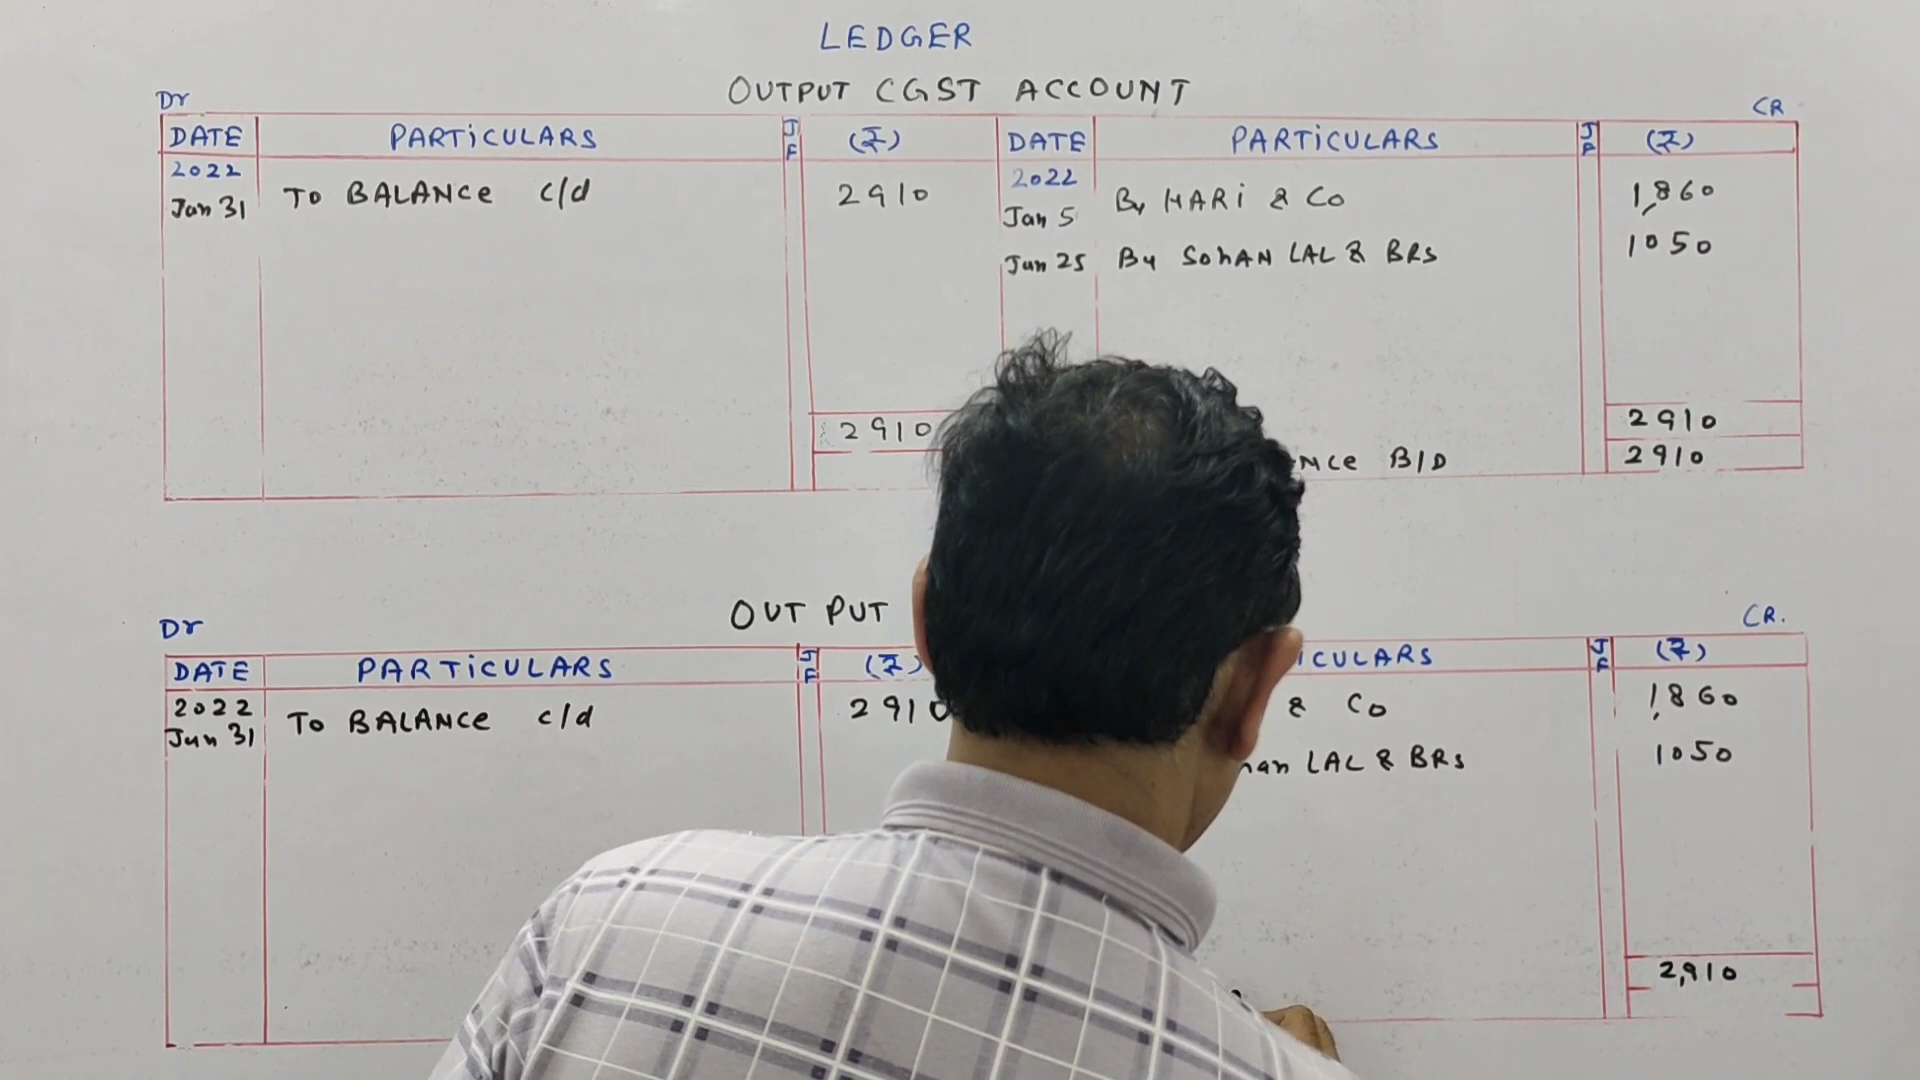 LEDGER
OUTPUT CGST ACCOUNT
Dr
CR
DATE PARTICULARS JF (₹) DATE PARTICULARS JF (₹)
2022 2022
Jan 31 To BALANCE c/d 2910 Jan 5 By HARI & Co 1,860
Jan 25 By SOHAN LAL & BRS 1050
2910 2910
B/D 2910
OUT PUT
Dr
CR.
DATE PARTICULARS JF (₹) JF (₹)
2022
Jan 31 To BALANCE c/d 2910 & Co 1,860
LAL & BRS 1050
2,910